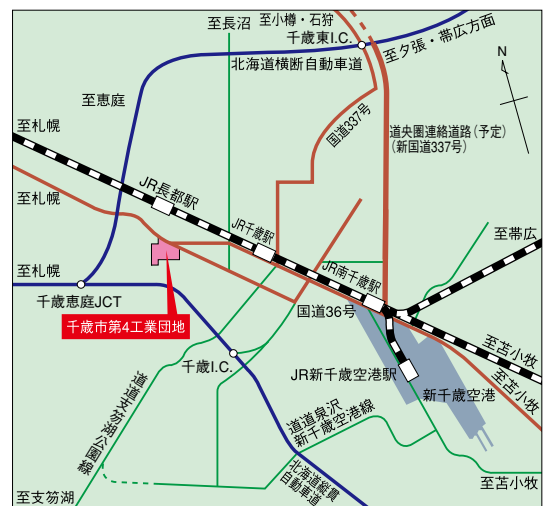 至小樽・石狩
至長沼
千歳東I.C.
至夕張・帯広方面
北海道横断自動車道
N
至恵庭
至札幌
国道337号
道央圏連絡道路(予定)
(新国道337号)
JR長都駅
至札幌
JR千歳駅
至帯広
至札幌
JR南千歳駅
千歳恵庭JCT
国道36号
千歳市第4工業団地
至苫小牧
千歳I.C.
JR新千歳空港駅
至苫小牧
新千歳空港
道道支笏湖公園線
道道泉沢
新千歳空港線
北海道縦貫
自動車道
至苫小牧
至支笏湖